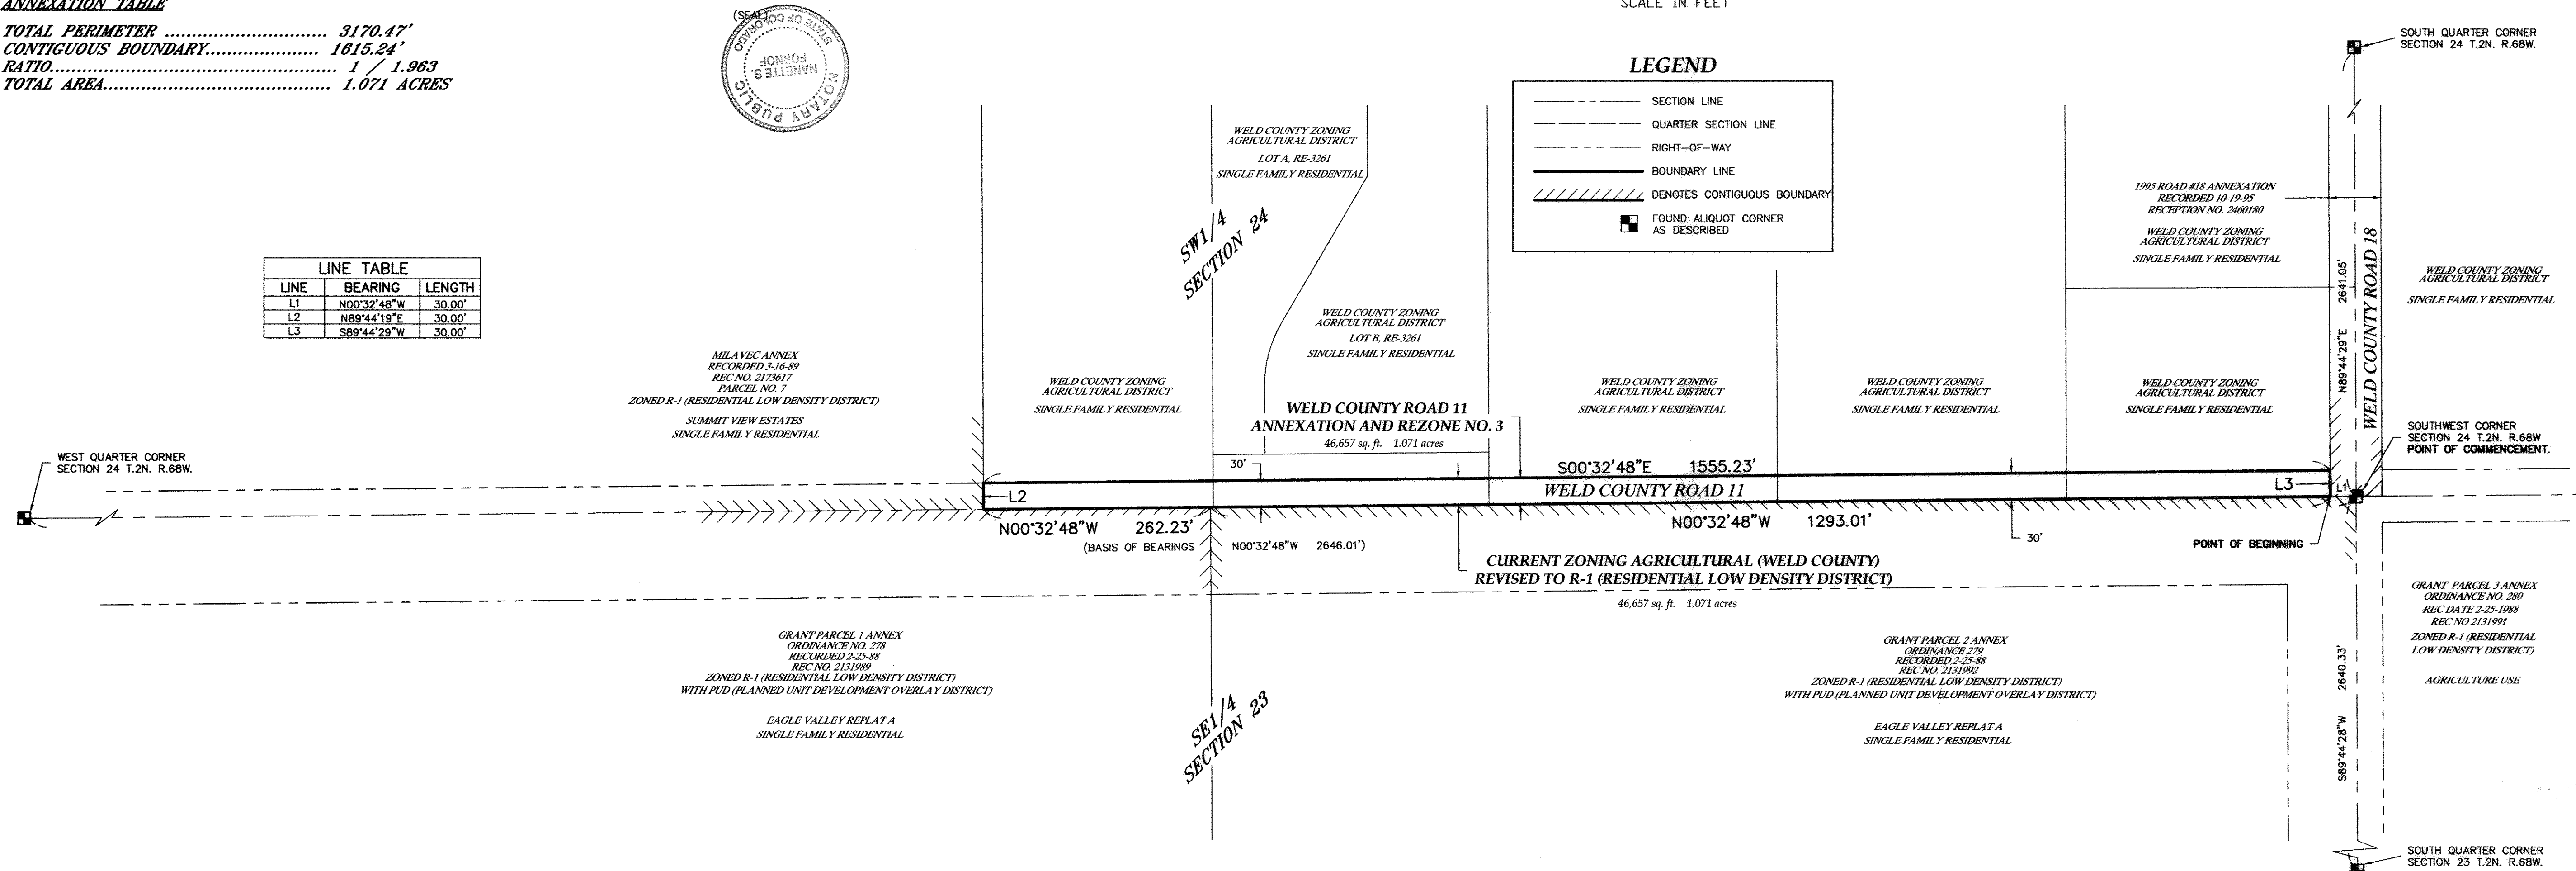 ANNEXATION TABLE
TOTAL PERIMETER ............................. 3170.47'
CONTIGUOUS BOUNDARY.................... 1615.24'
RATIO................................................... 1 / 1.963
TOTAL AREA......................................... 1.071 ACRES
(SEAL)
NOTARY PUBLIC
STATE OF COLORADO
NANETTE S.
FORNOF
SCALE IN FEET
LEGEND
SECTION LINE
QUARTER SECTION LINE
RIGHT-OF-WAY
BOUNDARY LINE
DENOTES CONTIGUOUS BOUNDARY
FOUND ALIQUOT CORNER
AS DESCRIBED
SOUTH QUARTER CORNER
SECTION 24 T.2N. R.68W.
LINE TABLE
LINE BEARING LENGTH
L1 N00°32'48"W 30.00'
L2 N89°44'19"E 30.00'
L3 S89°44'29"W 30.00'
WELD COUNTY ZONING
AGRICULTURAL DISTRICT
LOT A, RE-3261
SINGLE FAMILY RESIDENTIAL
SW1/4
SECTION 24
1995 ROAD #18 ANNEXATION
RECORDED 10-19-95
RECEPTION NO. 2460180
WELD COUNTY ZONING
AGRICULTURAL DISTRICT
SINGLE FAMILY RESIDENTIAL
N89°44'29"E 2641.05'
WELD COUNTY ROAD 18
WELD COUNTY ZONING
AGRICULTURAL DISTRICT
SINGLE FAMILY RESIDENTIAL
MILAVEC ANNEX
RECORDED 3-16-89
REC NO. 2173617
PARCEL NO. 7
ZONED R-1 (RESIDENTIAL LOW DENSITY DISTRICT)
SUMMIT VIEW ESTATES
SINGLE FAMILY RESIDENTIAL
WELD COUNTY ZONING
AGRICULTURAL DISTRICT
SINGLE FAMILY RESIDENTIAL
WELD COUNTY ZONING
AGRICULTURAL DISTRICT
LOT B, RE-3261
SINGLE FAMILY RESIDENTIAL
WELD COUNTY ROAD 11
ANNEXATION AND REZONE NO. 3
46,657 sq. ft. 1.071 acres
WELD COUNTY ZONING
AGRICULTURAL DISTRICT
SINGLE FAMILY RESIDENTIAL
WELD COUNTY ZONING
AGRICULTURAL DISTRICT
SINGLE FAMILY RESIDENTIAL
WELD COUNTY ZONING
AGRICULTURAL DISTRICT
SINGLE FAMILY RESIDENTIAL
SOUTHWEST CORNER
SECTION 24 T.2N. R.68W
POINT OF COMMENCEMENT.
WEST QUARTER CORNER
SECTION 24 T.2N. R.68W.
30'
S00°32'48"E 1555.23'
L2
WELD COUNTY ROAD 11
L3
L1
N00°32'48"W 262.23'
N00°32'48"W 1293.01'
(BASIS OF BEARINGS N00°32'48"W 2646.01')
30'
POINT OF BEGINNING
CURRENT ZONING AGRICULTURAL (WELD COUNTY)
REVISED TO R-1 (RESIDENTIAL LOW DENSITY DISTRICT)
46,657 sq. ft. 1.071 acres
GRANT PARCEL 3 ANNEX
ORDINANCE NO. 280
REC DATE 2-25-1988
REC NO 2131991
ZONED R-1 (RESIDENTIAL
LOW DENSITY DISTRICT)
AGRICULTURE USE
GRANT PARCEL 1 ANNEX
ORDINANCE NO. 278
RECORDED 2-25-88
REC NO. 2131989
ZONED R-1 (RESIDENTIAL LOW DENSITY DISTRICT)
WITH PUD (PLANNED UNIT DEVELOPMENT OVERLAY DISTRICT)
EAGLE VALLEY REPLAT A
SINGLE FAMILY RESIDENTIAL
SE1/4
SECTION 23
GRANT PARCEL 2 ANNEX
ORDINANCE 279
RECORDED 2-25-88
REC NO. 2131992
ZONED R-1 (RESIDENTIAL LOW DENSITY DISTRICT)
WITH PUD (PLANNED UNIT DEVELOPMENT OVERLAY DISTRICT)
EAGLE VALLEY REPLAT A
SINGLE FAMILY RESIDENTIAL
S89°44'28"W 2640.33'
SOUTH QUARTER CORNER
SECTION 23 T.2N. R.68W.